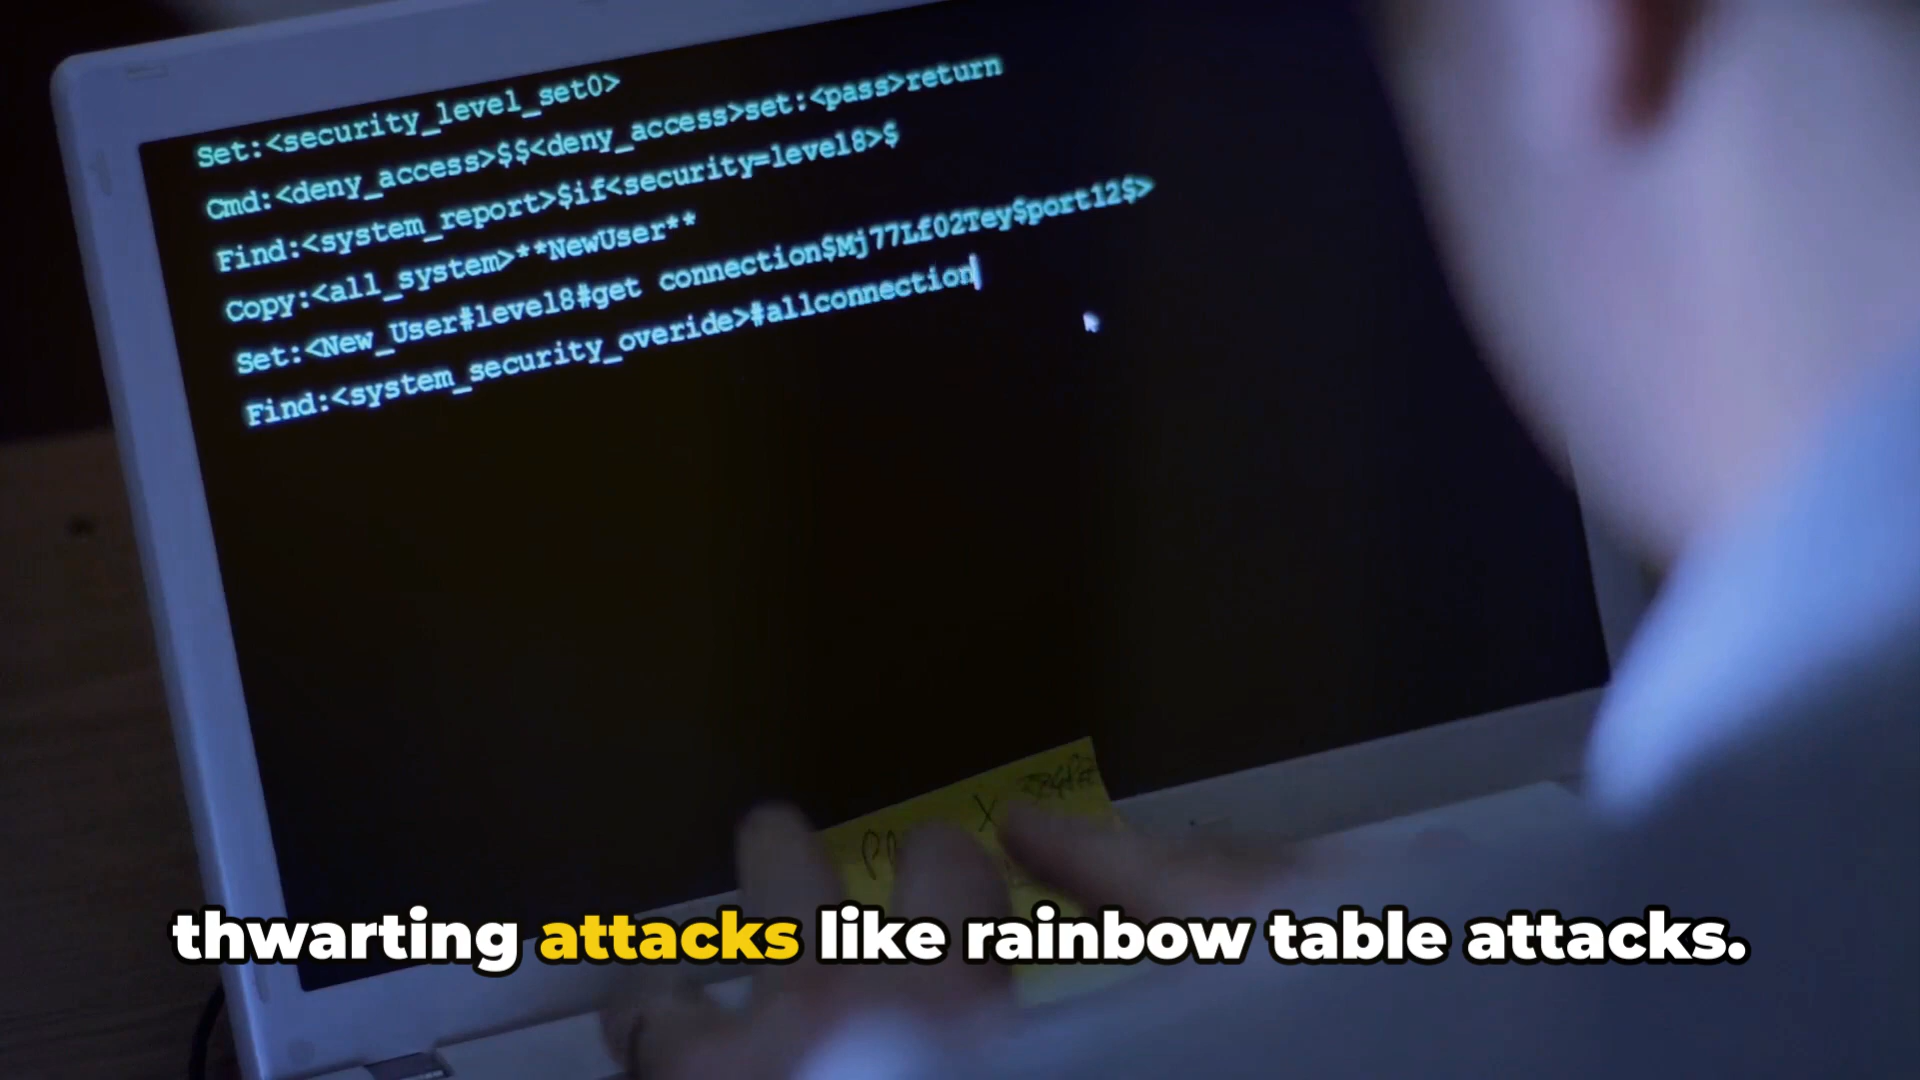 Set:<security_level_set0>
Cmd:<deny_access>$$<deny_access>set:<pass>return
Find:<system_report>$if<security=level8>$
Copy:<all_system>**NewUser**
Set:<New_User#level8#get connection$Mj77Lf02Tey$port12$>
Find:<system_security_overide>#allconnection
X
thwarting attacks like rainbow table attacks.